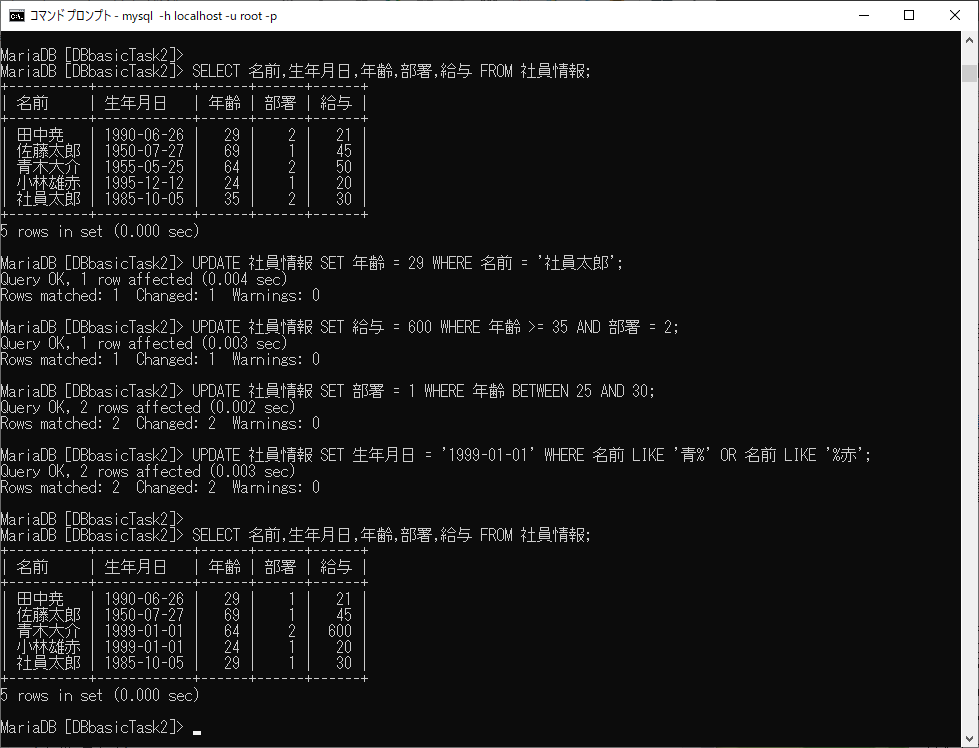 コマンド プロンプト - mysql -h localhost -u root -p
MariaDB [DBbasicTask2]>
MariaDB [DBbasicTask2]> SELECT 名前,生年月日,年齢,部署,給与 FROM 社員情報;
+-----------+-------------+------+------+------+
| 名前 | 生年月日 | 年齢 | 部署 | 給与 |
+-----------+-------------+------+------+------+
| 田中尭 | 1990-06-26 | 29 | 2 | 21 |
| 佐藤太郎 | 1950-07-27 | 69 | 1 | 45 |
| 青木大介 | 1955-05-25 | 64 | 2 | 50 |
| 小林雄赤 | 1995-12-12 | 24 | 1 | 20 |
| 社員太郎 | 1985-10-05 | 35 | 2 | 30 |
+-----------+-------------+------+------+------+
5 rows in set (0.000 sec)
MariaDB [DBbasicTask2]> UPDATE 社員情報 SET 年齢 = 29 WHERE 名前 = '社員太郎';
Query OK, 1 row affected (0.004 sec)
Rows matched: 1  Changed: 1  Warnings: 0
MariaDB [DBbasicTask2]> UPDATE 社員情報 SET 給与 = 600 WHERE 年齢 >= 35 AND 部署 = 2;
Query OK, 1 row affected (0.003 sec)
Rows matched: 1  Changed: 1  Warnings: 0
MariaDB [DBbasicTask2]> UPDATE 社員情報 SET 部署 = 1 WHERE 年齢 BETWEEN 25 AND 30;
Query OK, 2 rows affected (0.002 sec)
Rows matched: 2  Changed: 2  Warnings: 0
MariaDB [DBbasicTask2]> UPDATE 社員情報 SET 生年月日 = '1999-01-01' WHERE 名前 LIKE '青%' OR 名前 LIKE '%赤';
Query OK, 2 rows affected (0.003 sec)
Rows matched: 2  Changed: 2  Warnings: 0
MariaDB [DBbasicTask2]>
MariaDB [DBbasicTask2]> SELECT 名前,生年月日,年齢,部署,給与 FROM 社員情報;
+-----------+-------------+------+------+------+
| 名前 | 生年月日 | 年齢 | 部署 | 給与 |
+-----------+-------------+------+------+------+
| 田中尭 | 1990-06-26 | 29 | 1 | 21 |
| 佐藤太郎 | 1950-07-27 | 69 | 1 | 45 |
| 青木大介 | 1999-01-01 | 64 | 2 | 600 |
| 小林雄赤 | 1999-01-01 | 24 | 1 | 20 |
| 社員太郎 | 1985-10-05 | 29 | 1 | 30 |
+-----------+-------------+------+------+------+
5 rows in set (0.000 sec)
MariaDB [DBbasicTask2]> _